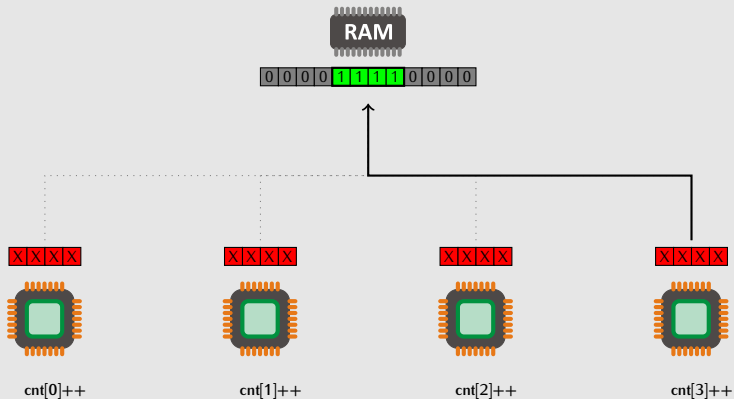 RAM
0 0 0 0 1 1 1 1 0 0 0 0
X X X X X X X X X X X X X X X X
cnt[0]++ cnt[1]++ cnt[2]++ cnt[3]++